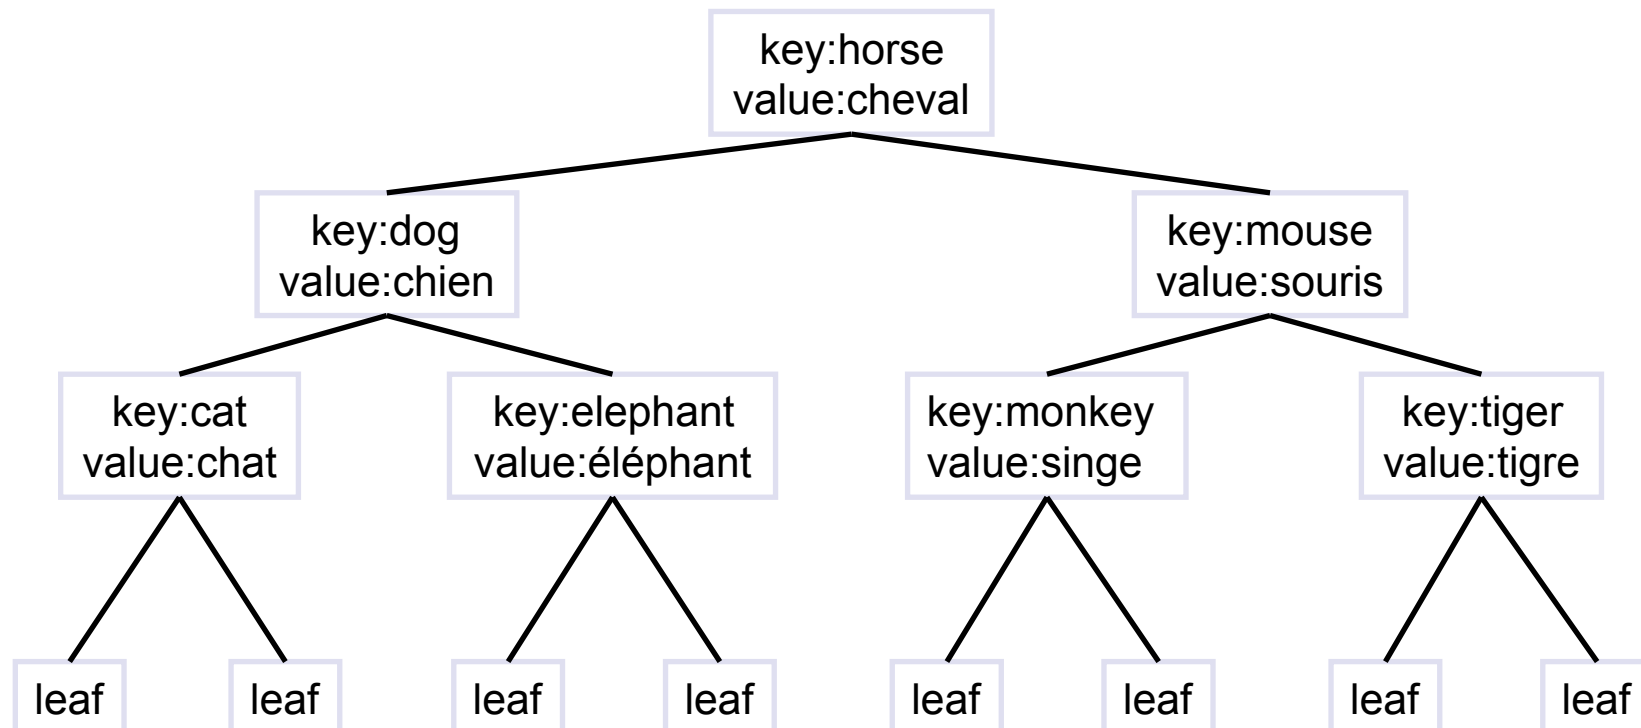 key:horse
value:cheval
key:dog
value:chien
key:mouse
value:souris
key:cat
value:chat
key:elephant
value:éléphant
key:monkey
value:singe
key:tiger
value:tigre
leaf
leaf
leaf
leaf
leaf
leaf
leaf
leaf